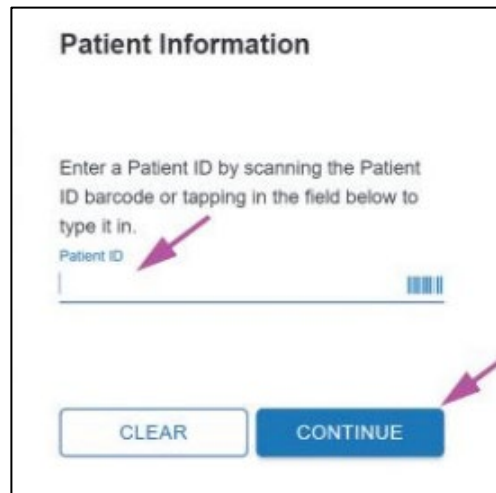 Patient Information
Enter a Patient ID by scanning the Patient
ID barcode or tapping in the field below to
type it in.
Patient ID
CLEAR CONTINUE